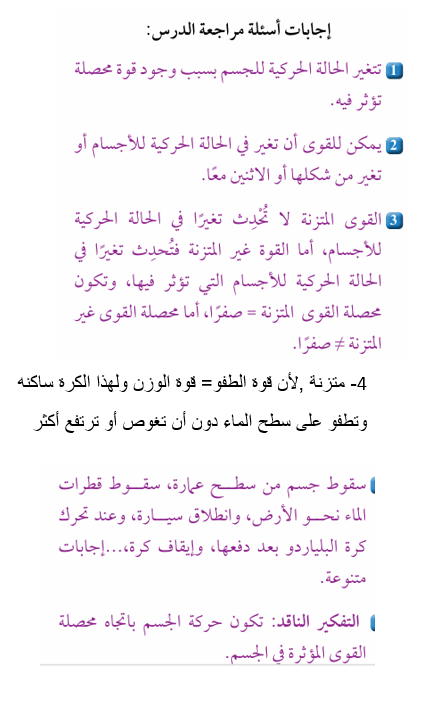 إجابات أسئلة مراجعة الدرس:
1 تتغير الحالة الحركية للجسم بسبب وجود قوة محصلة
تؤثر فيه.
2 يمكن للقوى أن تغير في الحالة الحركية للأجسام أو
تغير من شكلها أو الاثنين معًا.
3 القوى المتزنة لا تُحْدِث تغيرًا في الحالة الحركية
للأجسام، أما القوة غير المتزنة فتُحدِث تغيرًا في
الحالة الحركية للأجسام التي تؤثر فيها، وتكون
محصلة القوى المتزنة = صفرًا، أما محصلة القوى غير
المتزنة ≠ صفرًا.
4- متزنة ,لأن قوة الطفو= قوة الوزن ولهذا الكرة ساكنه
وتطفو على سطح الماء دون أن تغوص أو ترتفع أكثر
سقوط جسم من سطح عمارة، سقوط قطرات
الماء نحو الأرض، وانطلاق سيارة، وعند تحرك
كرة البلياردو بعد دفعها، وإيقاف كرة،...إجابات
متنوعة.
التفكير الناقد: تكون حركة الجسم باتجاه محصلة
القوى المؤثرة في الجسم.